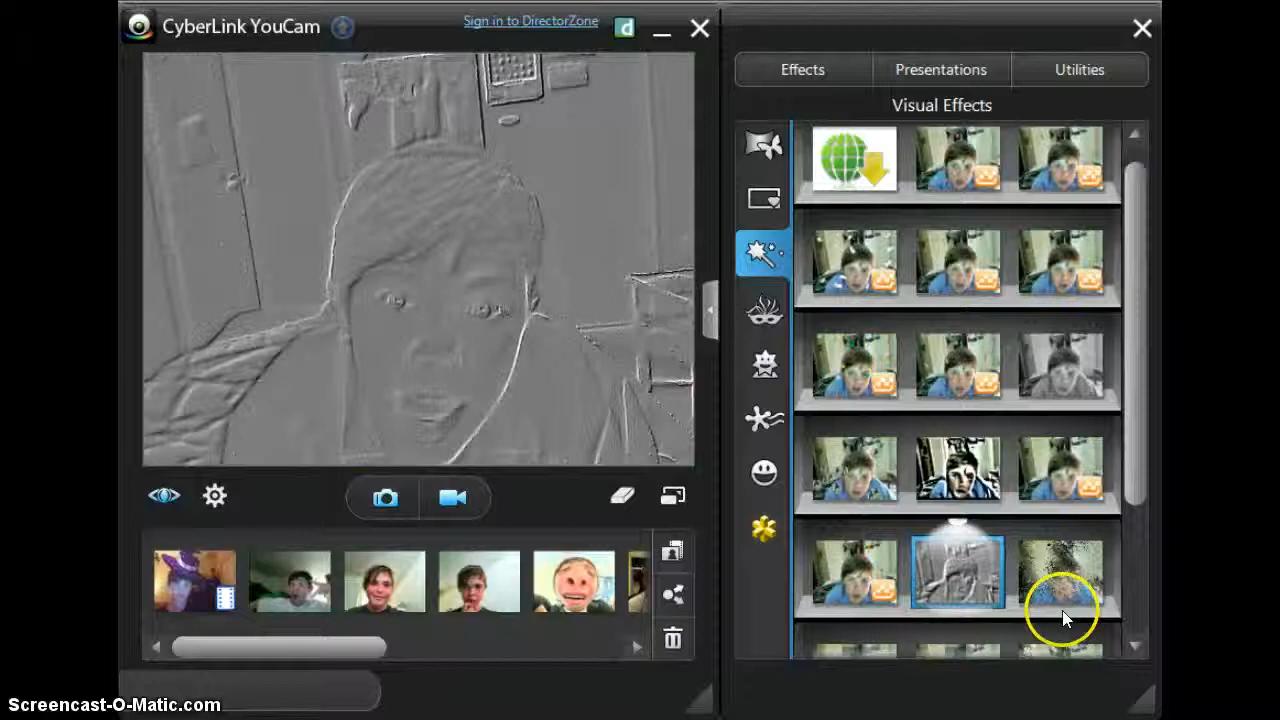 CyberLink YouCam
Sign in to DirectorZone
d
Effects
Presentations
Utilities
Visual Effects
Screencast-O-Matic.com